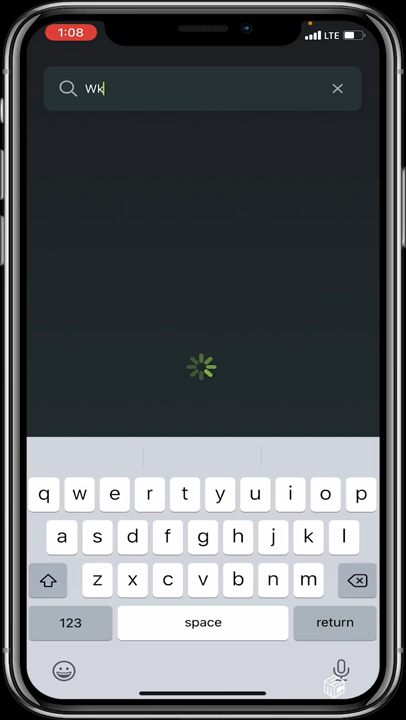 1:08
LTE
Wk
q w e r t y u i o p
a s d f g h j k l
z x c v b n m
123 space return